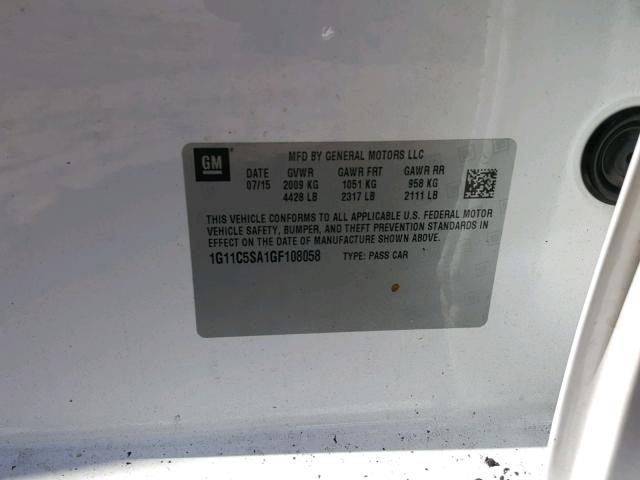 GM
MFD BY GENERAL MOTORS LLC
DATE GVWR GAWR FRT GAWR RR
07/15 2009 KG 1051 KG 958 KG
4428 LB 2317 LB 2111 LB
THIS VEHICLE CONFORMS TO ALL APPLICABLE U.S. FEDERAL MOTOR
VEHICLE SAFETY, BUMPER, AND THEFT PREVENTION STANDARDS IN
EFFECT ON THE DATE OF MANUFACTURE SHOWN ABOVE.
1G11C5SA1GF108058 TYPE: PASS CAR